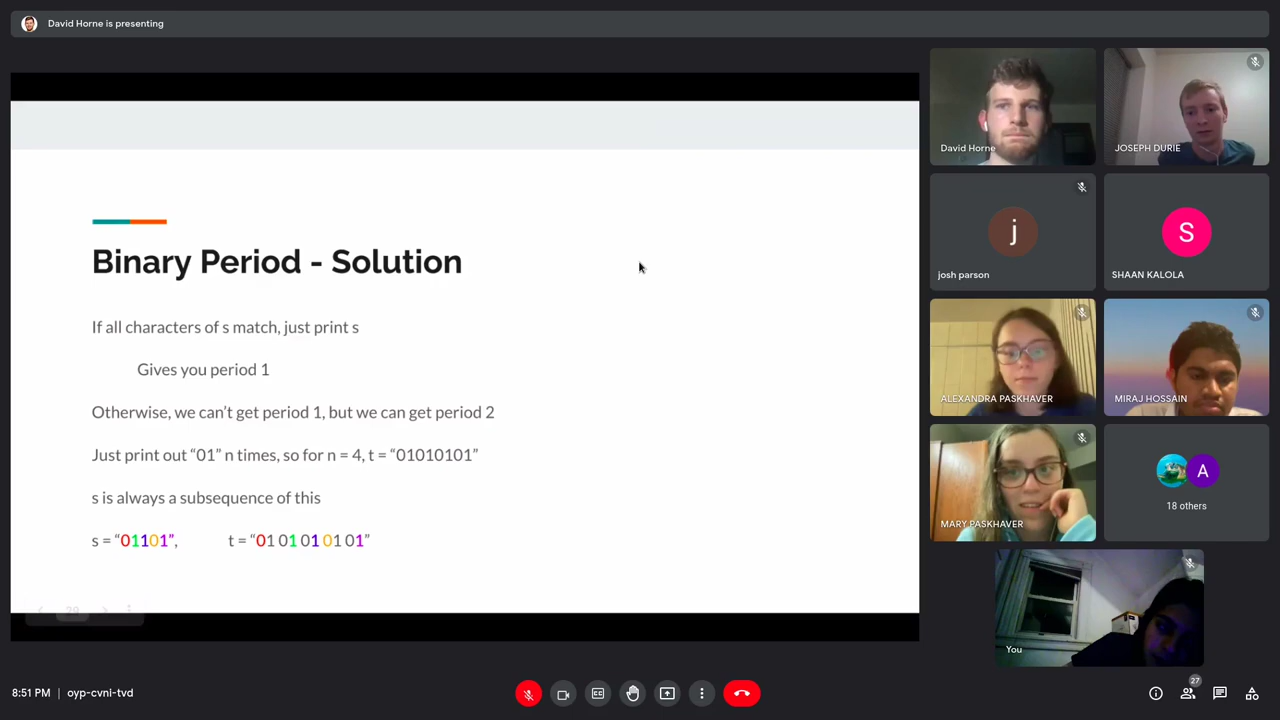 David Horne is presenting
Binary Period - Solution
If all characters of s match, just print s
Gives you period 1
Otherwise, we can't get period 1, but we can get period 2
Just print out “01” n times, so for n = 4, t = “01010101”
s is always a subsequence of this
s = “01101”, t = “01 01 01 01 01”
29
David Horne
JOSEPH DURIE
j
josh parson
S
SHAAN KALOLA
ALEXANDRA PASKHAVER
MIRAJ HOSSAIN
MARY PASKHAVER
A
18 others
You
8:51 PM | oyp-cvni-tvd
27